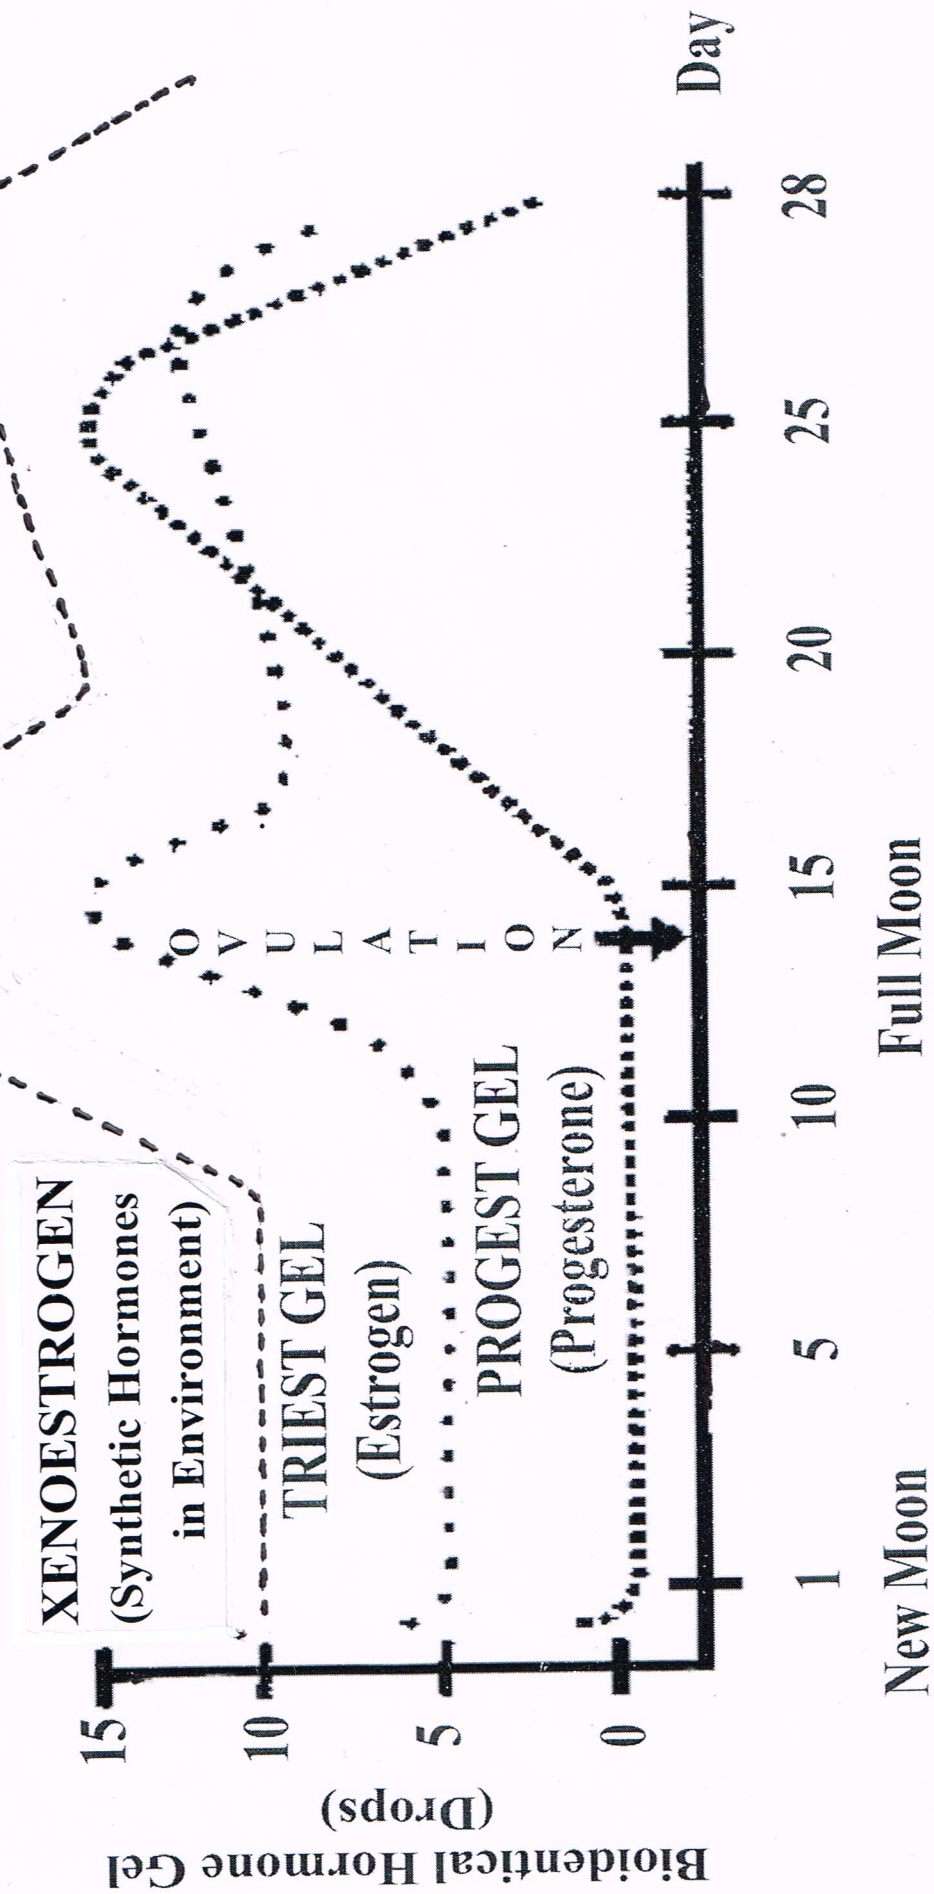 XENOESTROGEN
(Synthetic Hormones
in Environment)
TRIEST GEL
(Estrogen)
PROGEST GEL
(Progesterone)
OVULATION
15
10
5
0
Bioidentical Hormone Gel
(Drops)
1
5
10
15
20
25
28
Day
New Moon
Full Moon